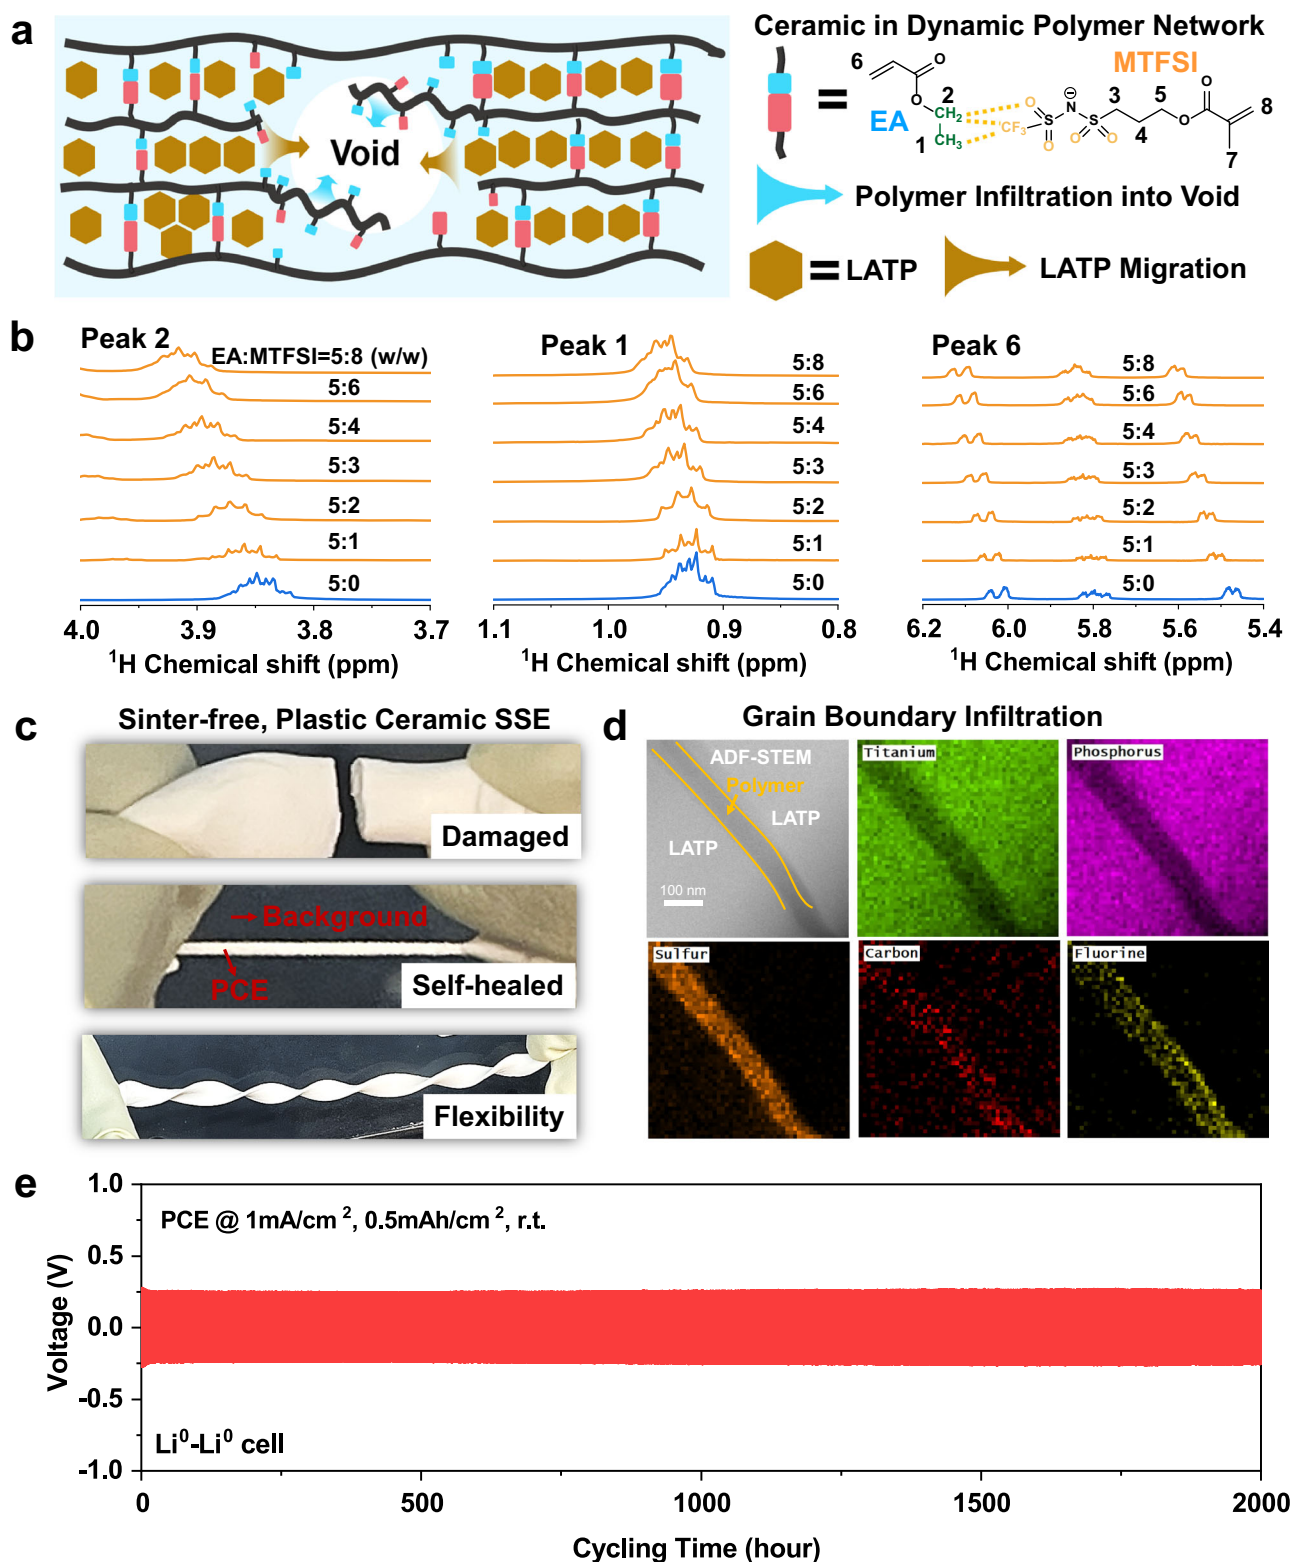 a
Void
Ceramic in Dynamic Polymer Network
=
6
O
O
2
CH₂
EA
1
CH₃
MTFSI
O
CF₃
S
O
N
⊖
S
O
O
3
4
5
O
O
8
7
Polymer Infiltration into Void
= LATP
LATP Migration
b
Peak 2
EA:MTFSI=5:8 (w/w)
5:6
5:4
5:3
5:2
5:1
5:0
4.0 3.9 3.8 3.7
¹H Chemical shift (ppm)
Peak 1
5:8
5:6
5:4
5:3
5:2
5:1
5:0
1.1 1.0 0.9 0.8
¹H Chemical shift (ppm)
Peak 6
5:8
5:6
5:4
5:3
5:2
5:1
5:0
6.2 6.0 5.8 5.6 5.4
¹H Chemical shift (ppm)
c
Sinter-free, Plastic Ceramic SSE
Damaged
Background
PCE
Self-healed
Flexibility
d
Grain Boundary Infiltration
ADF-STEM
Polymer
LATP
LATP
100 nm
Titanium
Phosphorus
Sulfur
Carbon
Fluorine
e
1.0
0.5
0.0
-0.5
-1.0
Voltage (V)
PCE @ 1mA/cm², 0.5mAh/cm², r.t.
Li⁰-Li⁰ cell
0 500 1000 1500 2000
Cycling Time (hour)